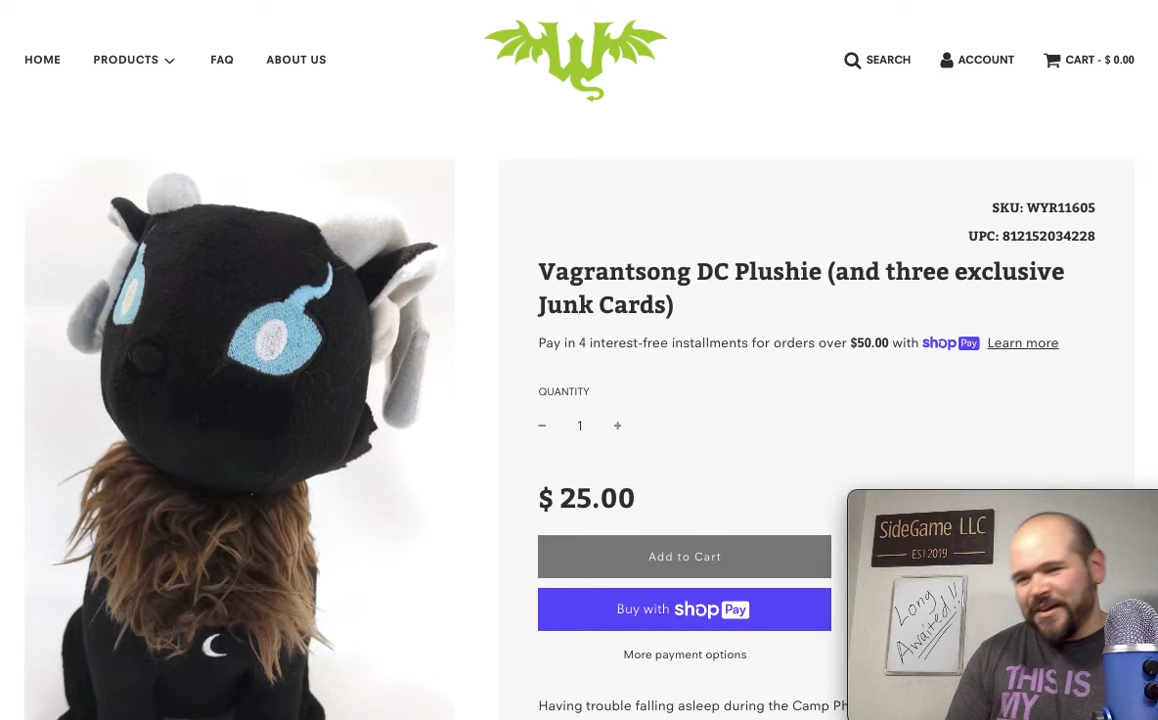 HOME PRODUCTS FAQ ABOUT US
W
SEARCH ACCOUNT CART - $ 0.00
SKU: WYR11605
UPC: 812152034228
Vagrantsong DC Plushie (and three exclusive
Junk Cards)
Pay in 4 interest-free installments for orders over $50.00 with shop Pay Learn more
QUANTITY
− 1 +
$ 25.00
Add to Cart
Buy with shop Pay
More payment options
Having trouble falling asleep during the Camp
SideGame LLC
EST 2019
Long
Awaited!!
THIS IS
MY